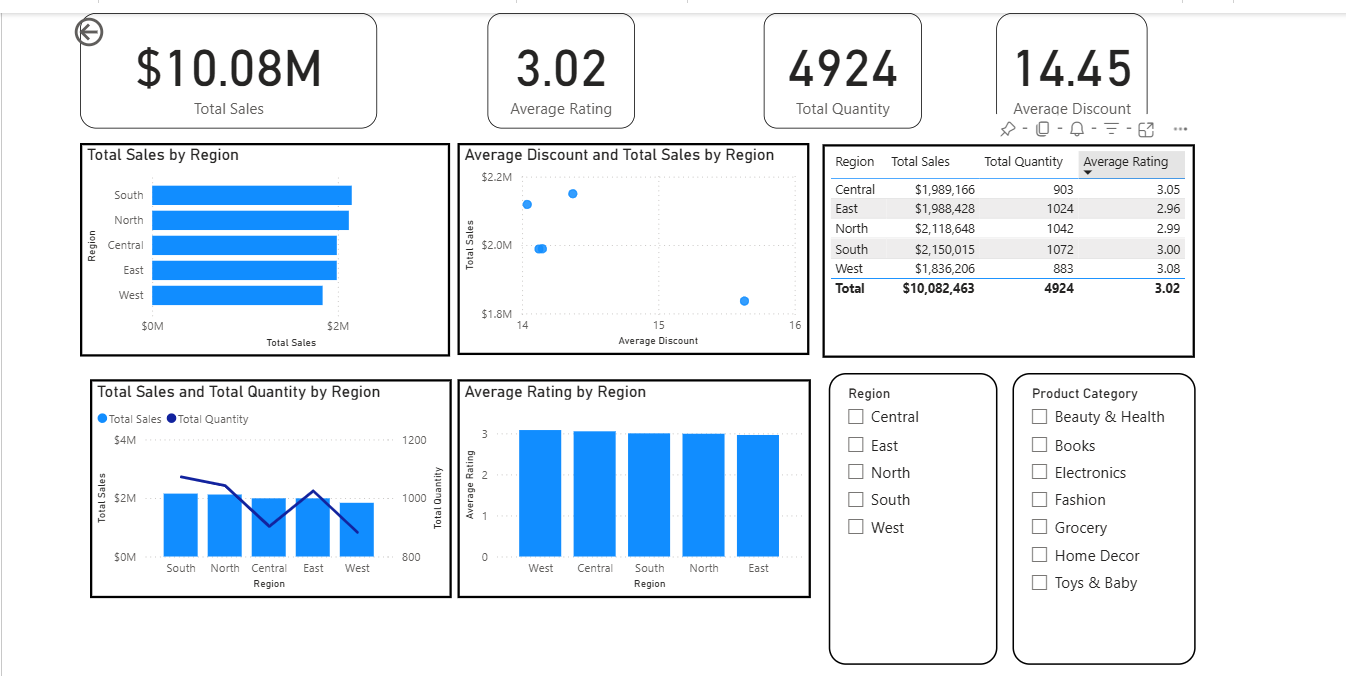 $10.08M
Total Sales
3.02
Average Rating
4924
Total Quantity
14.45
Average Discount
Total Sales by Region
Region
South
North
Central
East
West
$0M
$2M
Total Sales
Average Discount and Total Sales by Region
Total Sales
$2.2M
$2.0M
$1.8M
14
15
16
Average Discount
Region Total Sales Total Quantity Average Rating
Central $1,989,166 903 3.05
East $1,988,428 1024 2.96
North $2,118,648 1042 2.99
South $2,150,015 1072 3.00
West $1,836,206 883 3.08
Total $10,082,463 4924 3.02
Total Sales and Total Quantity by Region
Total Sales Total Quantity
Total Sales
$4M
$2M
$0M
1200
1000
800
Total Quantity
South North Central East West
Region
Average Rating by Region
Average Rating
3
2
1
0
West Central South North East
Region
Region
Central
East
North
South
West
Product Category
Beauty & Health
Books
Electronics
Fashion
Grocery
Home Decor
Toys & Baby